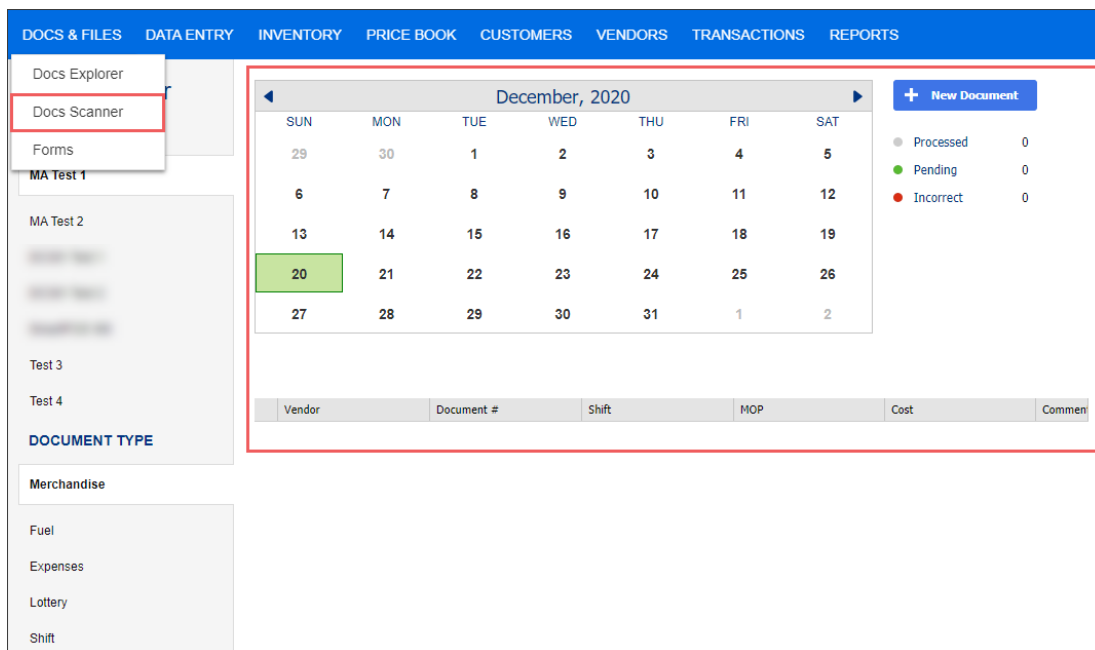 DOCS & FILES DATA ENTRY INVENTORY PRICE BOOK CUSTOMERS VENDORS TRANSACTIONS REPORTS
Docs Explorer
Docs Scanner
Forms
MA Test 1
MA Test 2
Test 3
Test 4
DOCUMENT TYPE
Merchandise
Fuel
Expenses
Lottery
Shift
December, 2020
SUN MON TUE WED THU FRI SAT
29 30 1 2 3 4 5
6 7 8 9 10 11 12
13 14 15 16 17 18 19
20 21 22 23 24 25 26
27 28 29 30 31 1 2
+ New Document
Processed 0
Pending 0
Incorrect 0
Vendor Document # Shift MOP Cost Commen